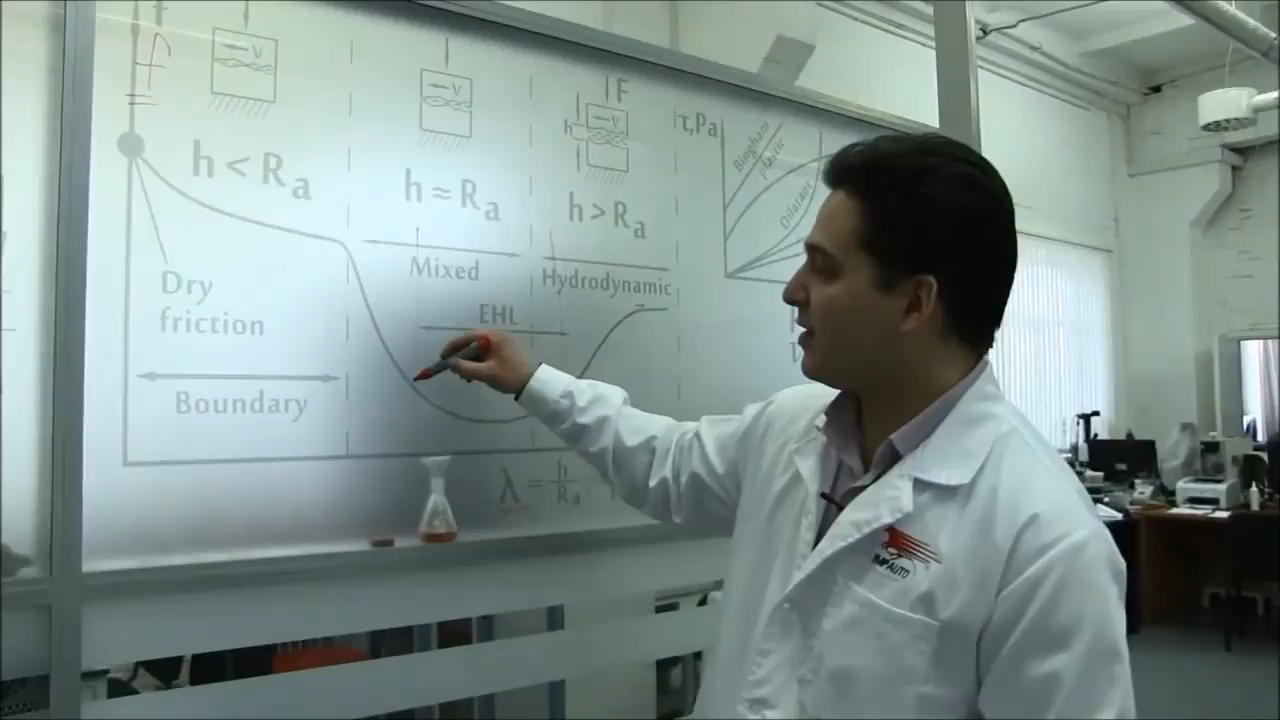 f
v
h < Ra
Dry
friction
Boundary
v
h = Ra
Mixed
EHL
F
h
v
h > Ra
Hydrodynamic
λ = h
Ra
τ,Pa
Bingham
plastic
Dilatant